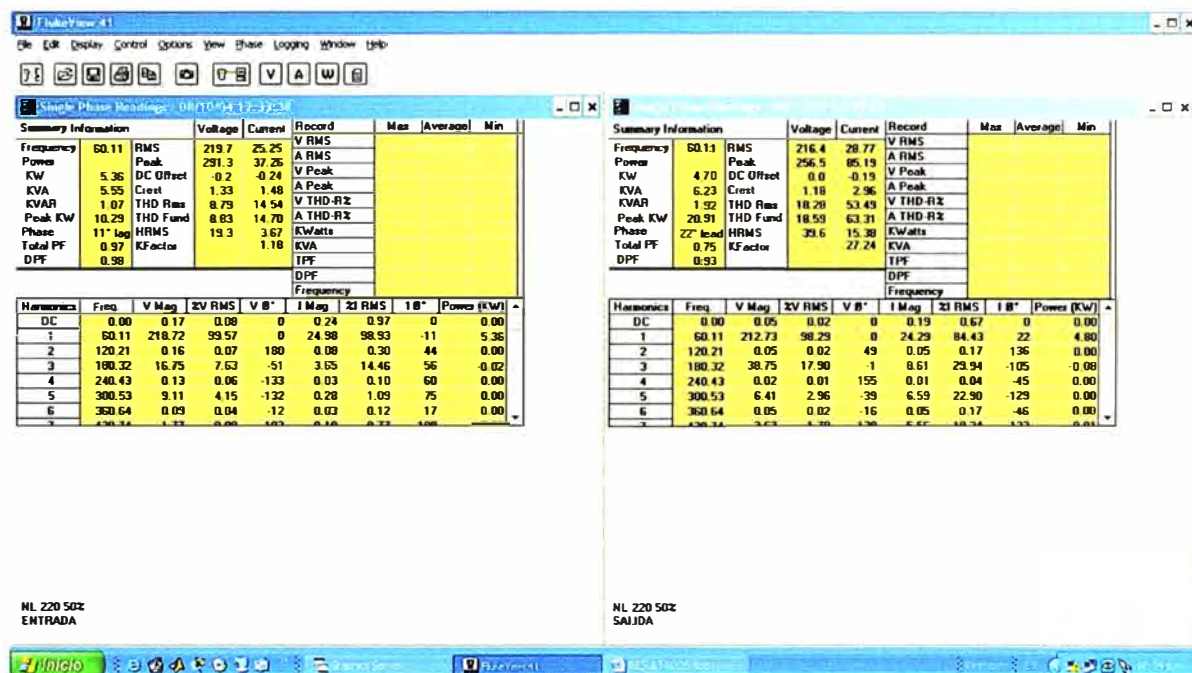 FlukeView 41
File Edit Display Control Options View Phase Logging Window Help
V A W
Single Phase Readings - 08/10/04
Summary Information Voltage Current Record Max Average Min
Frequency 60.11 RMS 219.7 25.25 V RMS
Power Peak 291.3 37.26 A RMS
KW 5.36 DC Offset -0.2 -0.24 V Peak
KVA 5.55 Crest 1.33 1.48 A Peak
KVAR 1.07 THD Rms 8.79 14.54 V THD-R%
Peak KW 10.29 THD Fund 8.83 14.70 A THD-R%
Phase 11° lag HRMS 19.3 3.67 KWatts
Total PF 0.97 KFactor 1.18 KVA
DPF 0.98 TPF
DPF
Frequency
Harmonics Freq. V Mag %V RMS V Ø° I Mag %I RMS I Ø° Power (KW)
DC 0.00 0.17 0.08 0 0.24 0.97 0 0.00
1 60.11 218.72 99.57 0 24.98 98.93 -11 5.36
2 120.21 0.16 0.07 180 0.08 0.30 44 0.00
3 180.32 16.75 7.63 -51 3.65 14.46 56 -0.02
4 240.43 0.13 0.06 -133 0.03 0.10 60 0.00
5 300.53 9.11 4.15 -132 0.28 1.09 75 0.00
6 360.64 0.09 0.04 -12 0.03 0.12 17 0.00
NL 220 50%
ENTRADA
Summary Information Voltage Current Record Max Average Min
Frequency 60.11 RMS 216.4 28.77 V RMS
Power Peak 256.5 85.19 A RMS
KW 4.70 DC Offset 0.0 -0.19 V Peak
KVA 6.23 Crest 1.18 2.96 A Peak
KVAR 1.92 THD Rms 18.28 53.49 V THD-R%
Peak KW 20.91 THD Fund 18.59 63.31 A THD-R%
Phase 22° lead HRMS 39.6 15.38 KWatts
Total PF 0.75 KFactor 27.24 KVA
DPF 0.93 TPF
DPF
Frequency
Harmonics Freq. V Mag %V RMS V Ø° I Mag %I RMS I Ø° Power (KW)
DC 0.00 0.05 0.02 0 0.19 0.67 0 0.00
1 60.11 212.73 98.29 0 24.29 84.43 22 4.80
2 120.21 0.05 0.02 49 0.05 0.17 136 0.00
3 180.32 38.75 17.90 -1 8.61 29.94 -105 -0.08
4 240.43 0.02 0.01 155 0.01 0.04 -45 0.00
5 300.53 6.41 2.96 -39 6.59 22.90 -129 0.00
6 360.64 0.05 0.02 -16 0.05 0.17 -46 0.00
NL 220 50%
SALIDA
Inicio